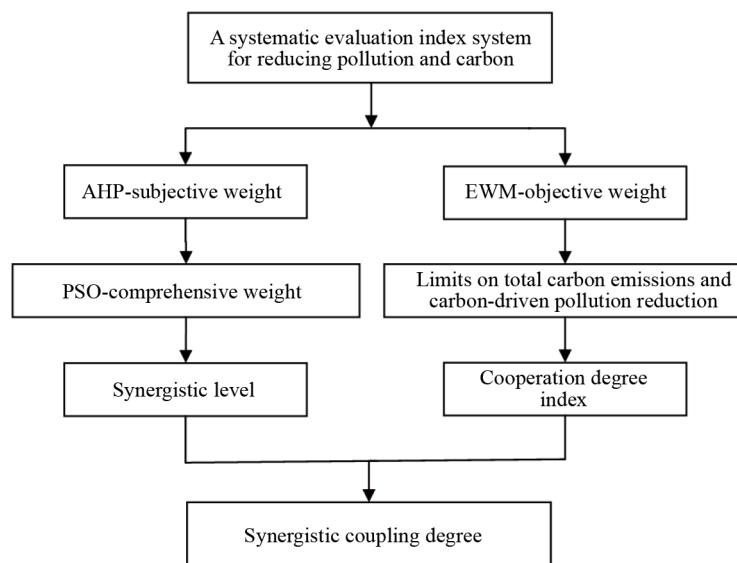 A systematic evaluation index system
for reducing pollution and carbon
AHP-subjective weight
EWM-objective weight
PSO-comprehensive weight
Limits on total carbon emissions and
carbon-driven pollution reduction
Synergistic level
Cooperation degree
index
Synergistic coupling degree